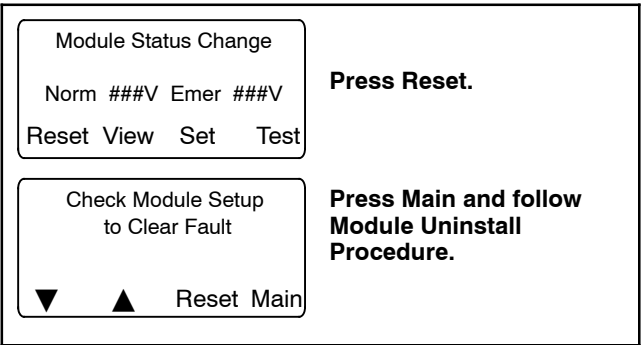 Module Status Change
Norm ###V Emer ###V
Reset View Set Test
Press Reset.
Check Module Setup
to Clear Fault
▼ ▲ Reset Main
Press Main and follow
Module Uninstall
Procedure.